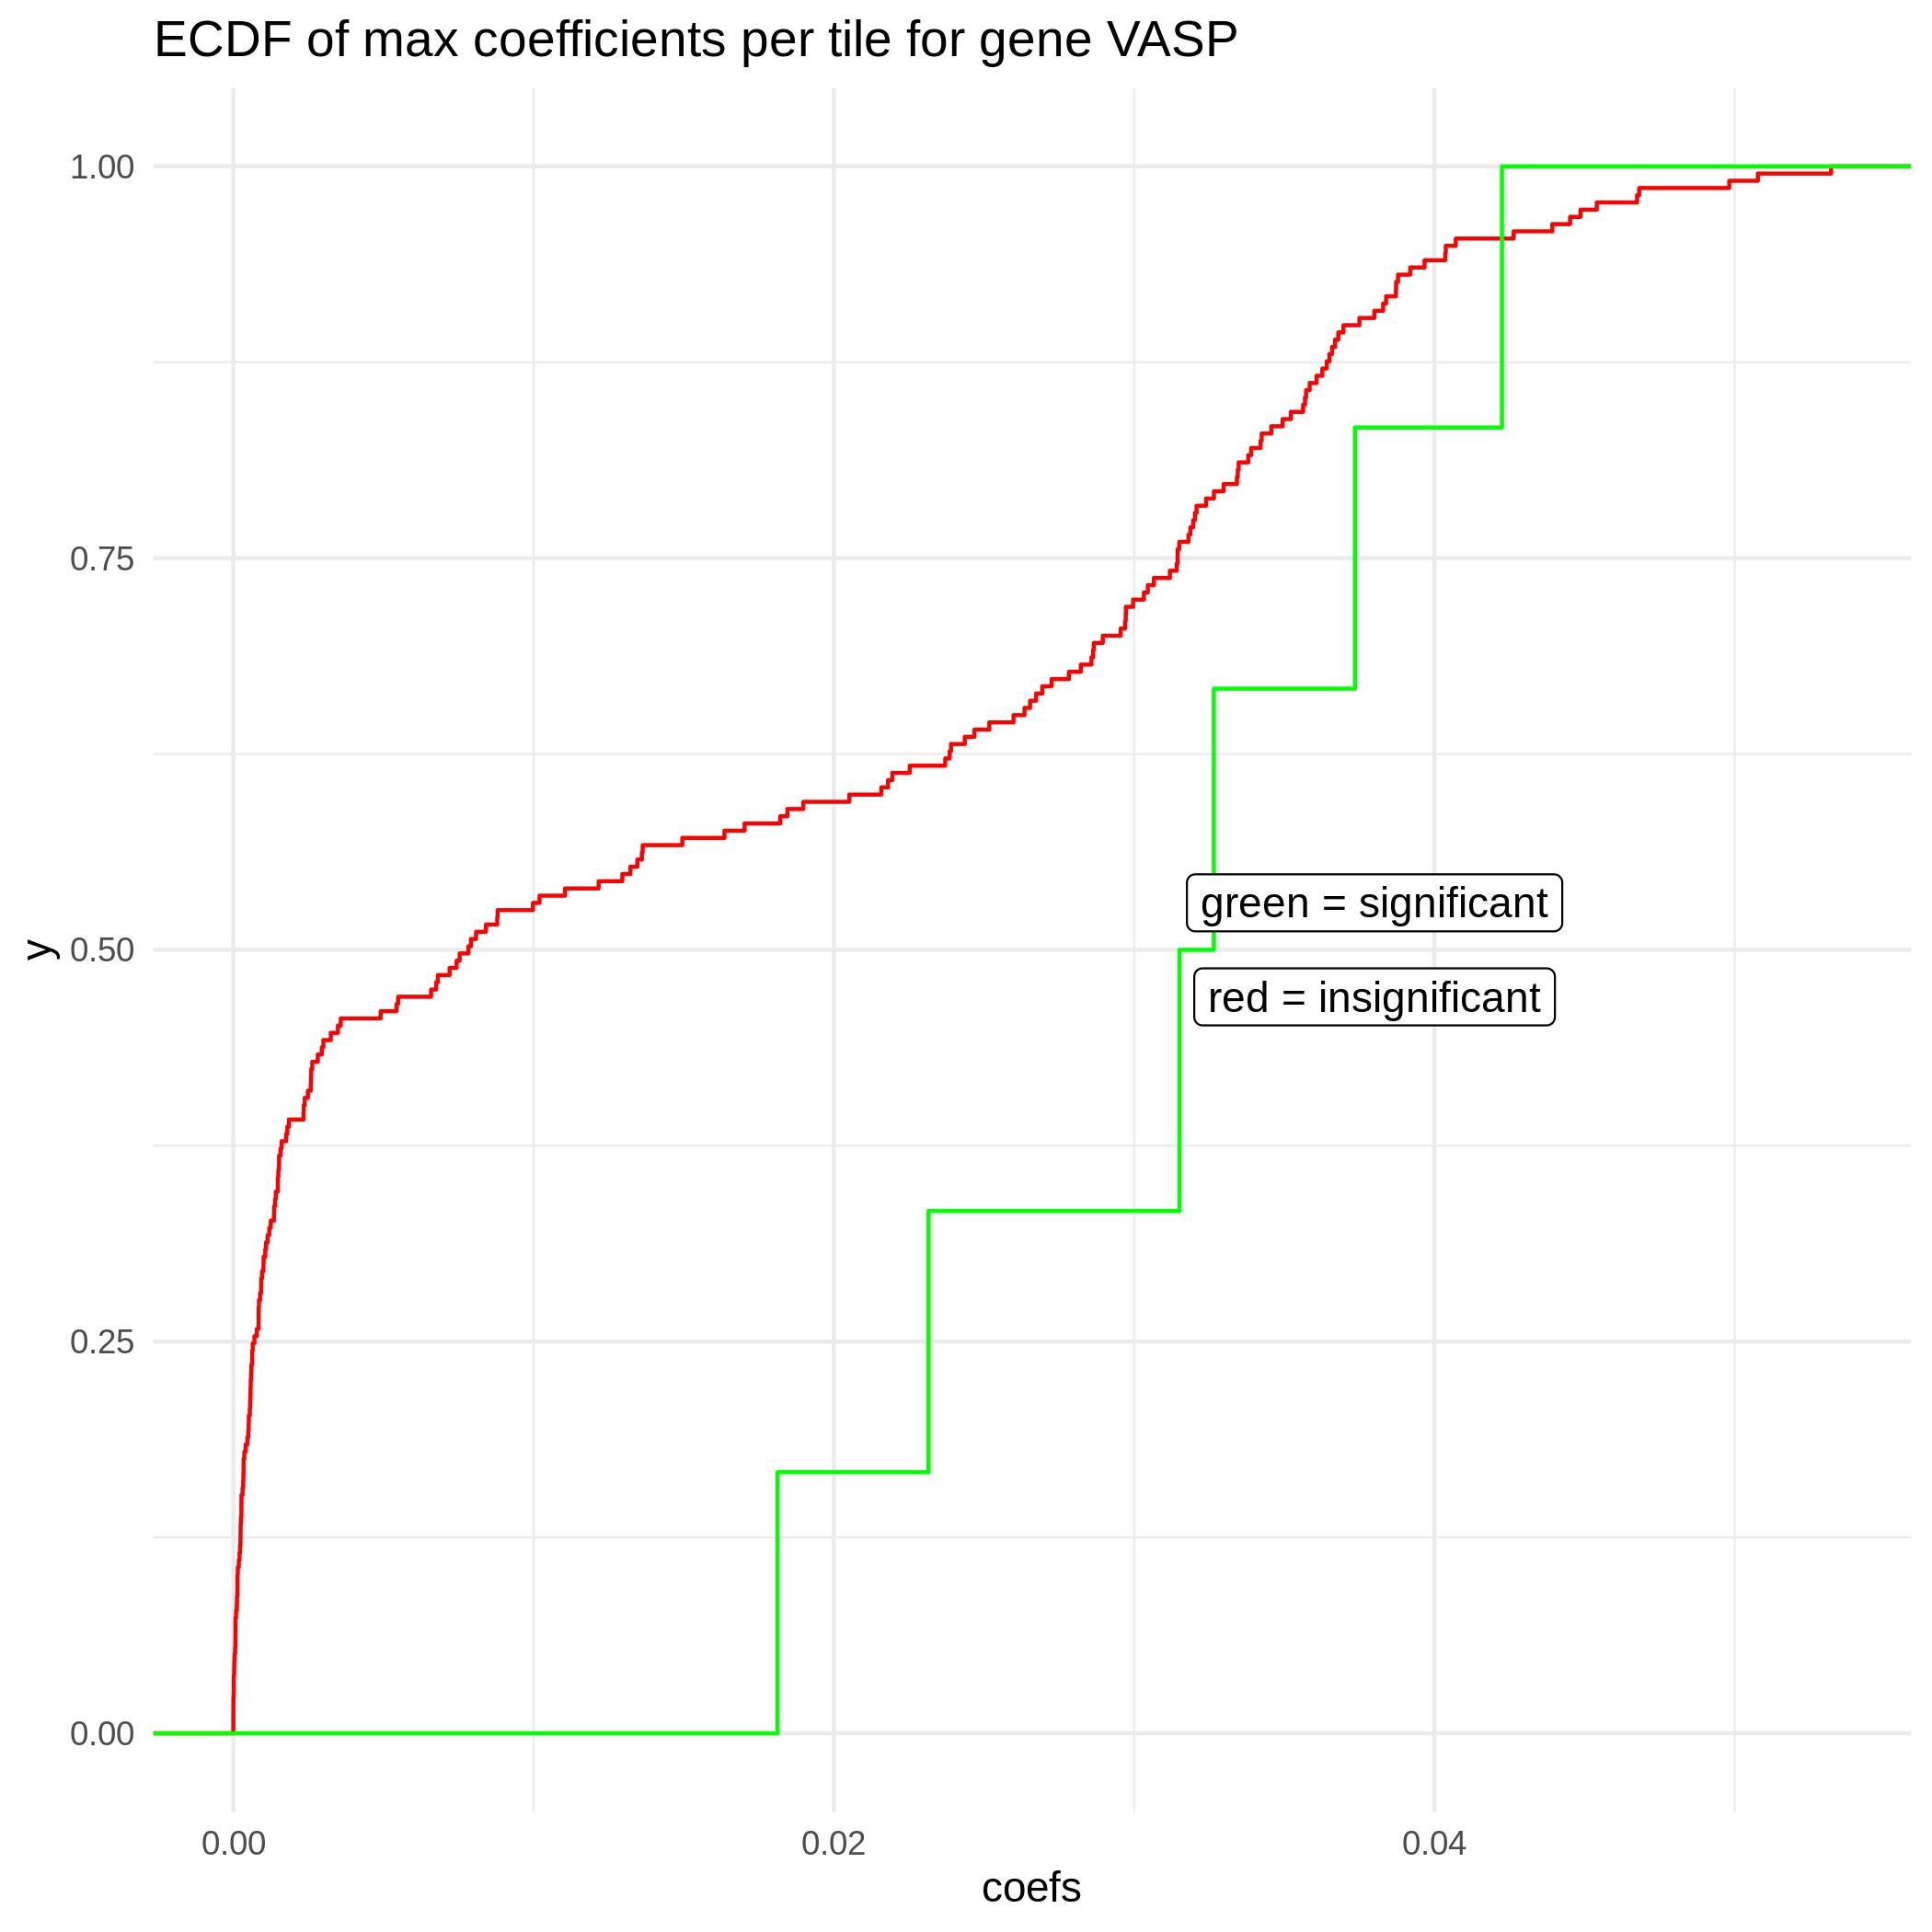 ECDF of max coefficients per tile for gene VASP
1.00
0.75
0.50
0.25
0.00
y
green = significant
red = insignificant
0.00 0.02 0.04
coefs